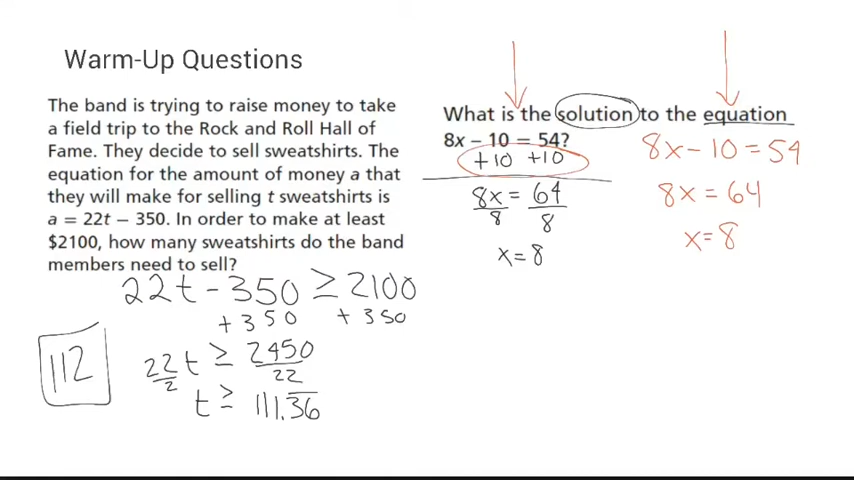 Warm-Up Questions
The band is trying to raise money to take
a field trip to the Rock and Roll Hall of
Fame. They decide to sell sweatshirts. The
equation for the amount of money a that
they will make for selling t sweatshirts is
a = 22t − 350. In order to make at least
$2100, how many sweatshirts do the band
members need to sell?
22t - 350 ≥ 2100
+350 +350
22t ≥ 2450
2 22
t ≥ 111.3̅6̅
112
What is the solution to the equation
8x − 10 = 54?
+10 +10
8x = 64
8 8
x=8
8x-10=54
8x=64
x=8